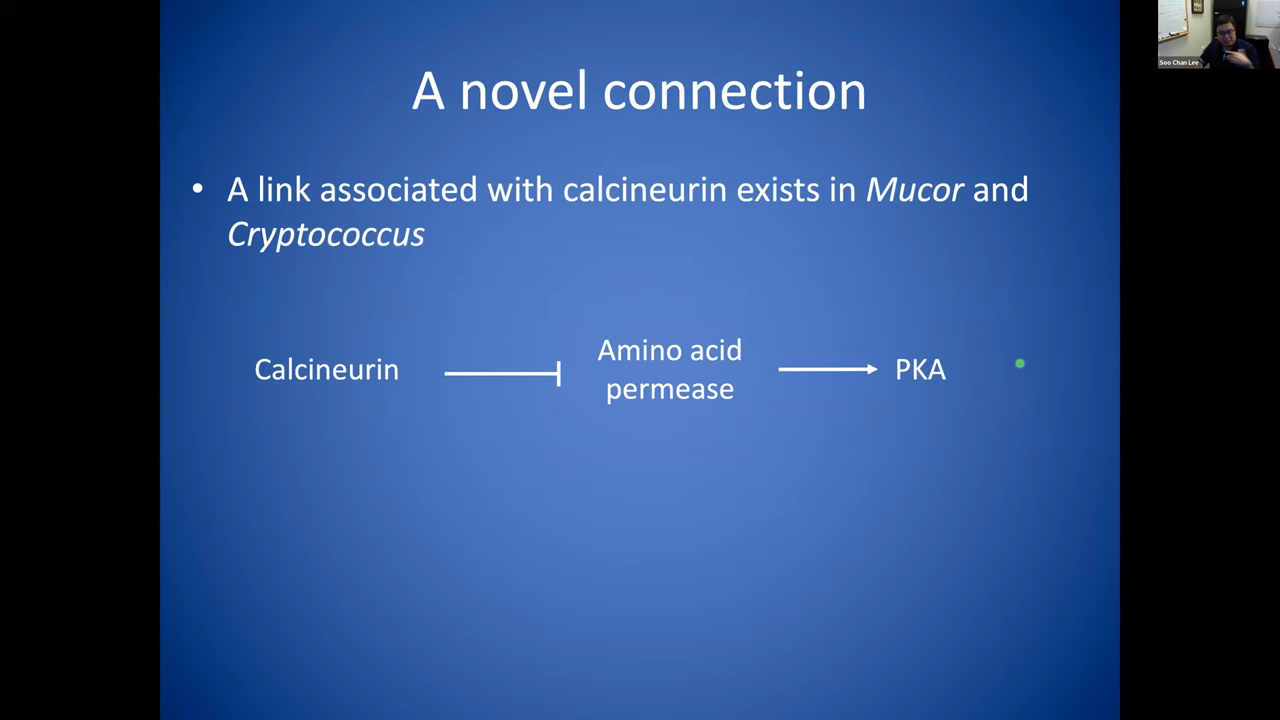 Soo Chan Lee
A novel connection
• A link associated with calcineurin exists in Mucor and
Cryptococcus
Calcineurin
Amino acid
permease
PKA